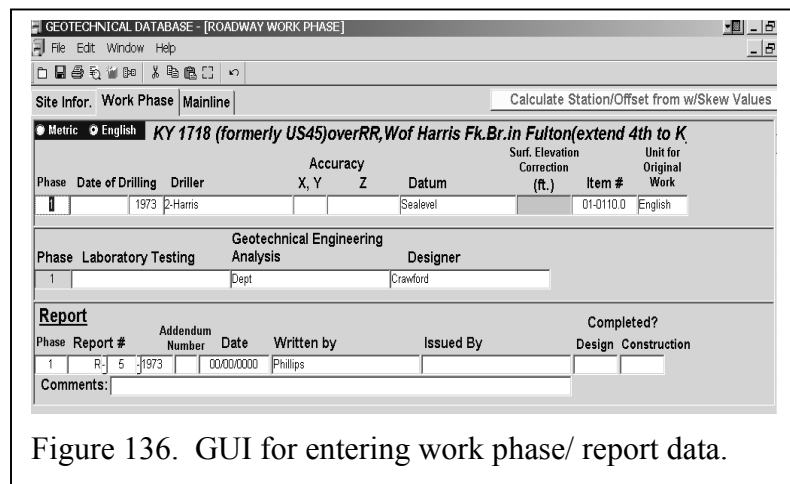 GEOTECHNICAL DATABASE - [ROADWAY WORK PHASE]
File Edit Window Help
Site Infor. Work Phase Mainline Calculate Station/Offset from w/Skew Values
Metric English KY 1718 (formerly US45)overRR,Wof Harris Fk.Br.in Fulton(extend 4th to K
Surf. Elevation Unit for
Accuracy Correction Original
Phase Date of Drilling Driller X, Y Z Datum (ft.) Item # Work
1 1973 2-Harris Sealevel 01-0110.0 English
Geotechnical Engineering
Phase Laboratory Testing Analysis Designer
1 Dept Crawford
Report Completed?
Addendum
Phase Report # Number Date Written by Issued By Design Construction
1 R- 5 -1973 00/00/0000 Phillips
Comments:
Figure 136. GUI for entering work phase/ report data.